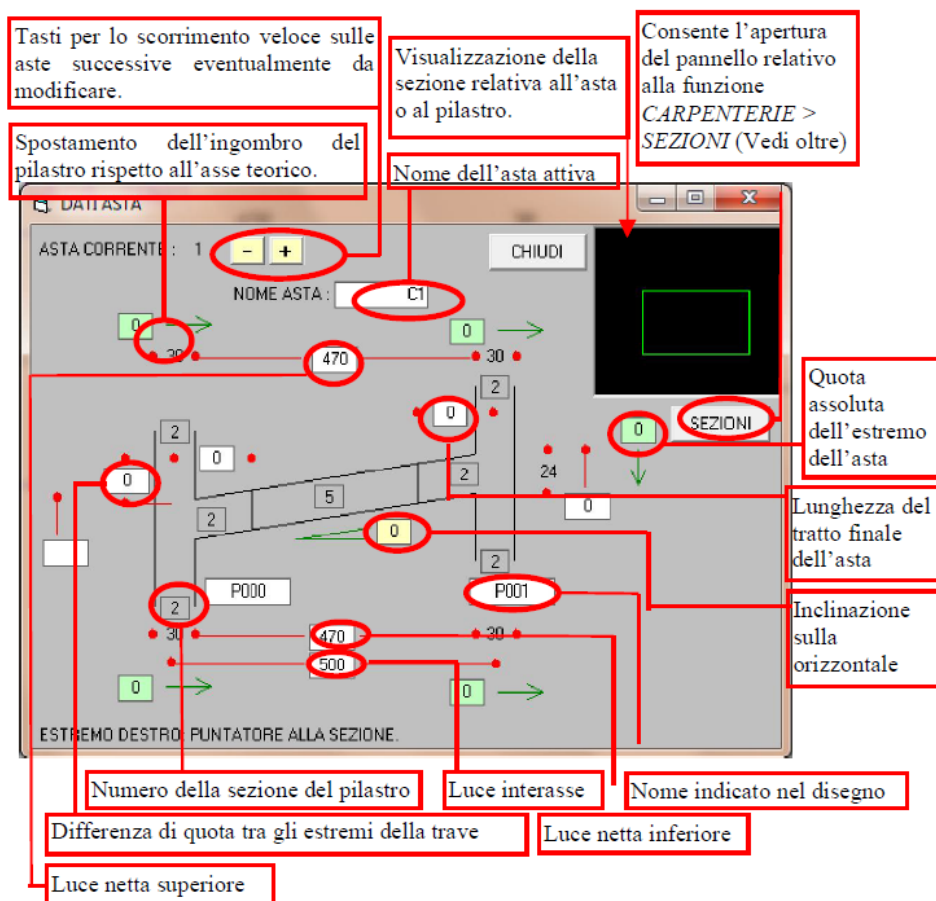 Tasti per lo scorrimento veloce sulle
aste successive eventualmente da
modificare.
Visualizzazione della
sezione relativa all'asta
o al pilastro.
Consente l'apertura
del pannello relativo
alla funzione
CARPENTERIE >
SEZIONI (Vedi oltre)
Spostamento dell'ingombro del
pilastro rispetto all'asse teorico.
Nome dell'asta attiva
DATI ASTA
ASTA CORRENTE : 1 - +
CHIUDI
NOME ASTA : C1
0
0
30
470
30
2
Quota
assoluta
dell'estremo
dell'asta
0
0
SEZIONI
2
0
0
2
24
5
0
2
0
Lunghezza del
tratto finale
dell'asta
2
P000
P001
2
Inclinazione
sulla
orizzontale
30
470
30
500
0
0
ESTREMO DESTRO: PUNTATORE ALLA SEZIONE.
Numero della sezione del pilastro
Luce interasse
Nome indicato nel disegno
Differenza di quota tra gli estremi della trave
Luce netta inferiore
Luce netta superiore